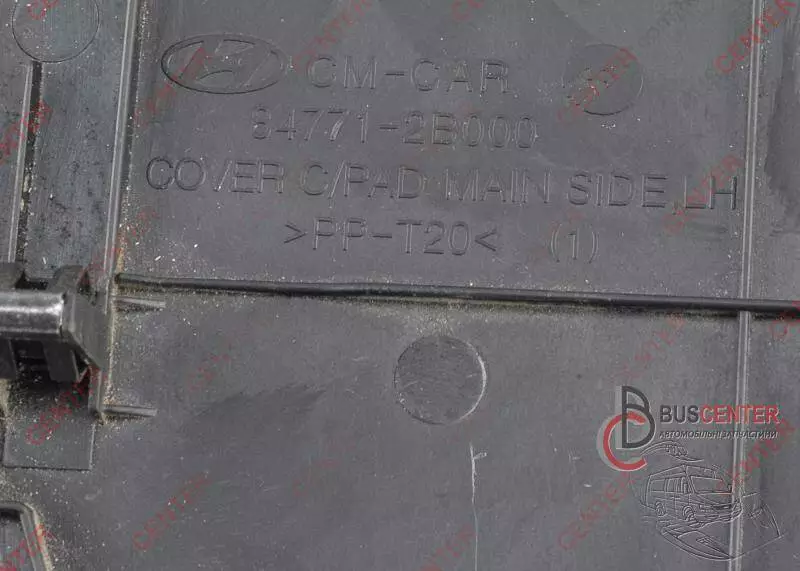 CM-CAR
84771-2B000
COVER C/PAD MAIN SIDE LH
>PP-T20< (1)
BUSCENTER
АВТОМОБІЛЬНІ ЗАПЧАСТИНИ